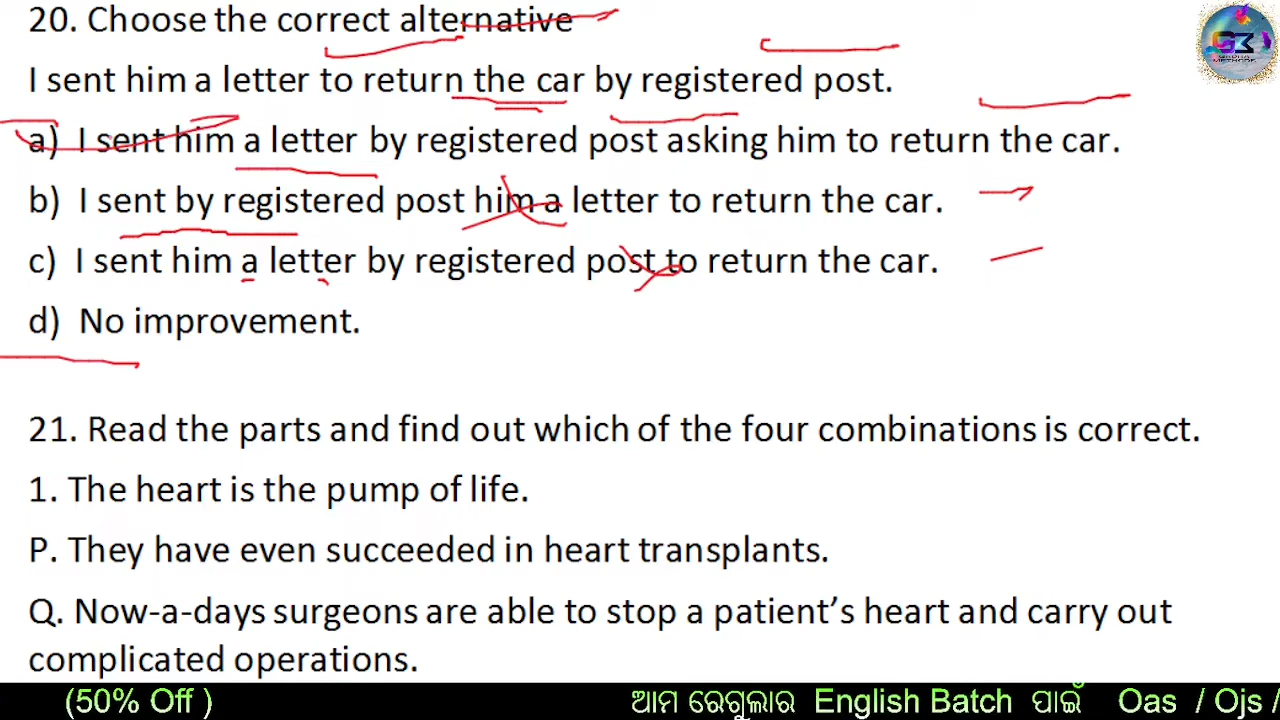 20. Choose the correct alternative
I sent him a letter to return the car by registered post.
a) I sent him a letter by registered post asking him to return the car.
b) I sent by registered post him a letter to return the car.
c) I sent him a letter by registered post to return the car.
d) No improvement.
21. Read the parts and find out which of the four combinations is correct.
1. The heart is the pump of life.
P. They have even succeeded in heart transplants.
Q. Now-a-days surgeons are able to stop a patient’s heart and carry out
complicated operations.
(50% Off ) ଆମ ରେଗୁଲାର English Batch ପାଇଁ Oas / Ojs /